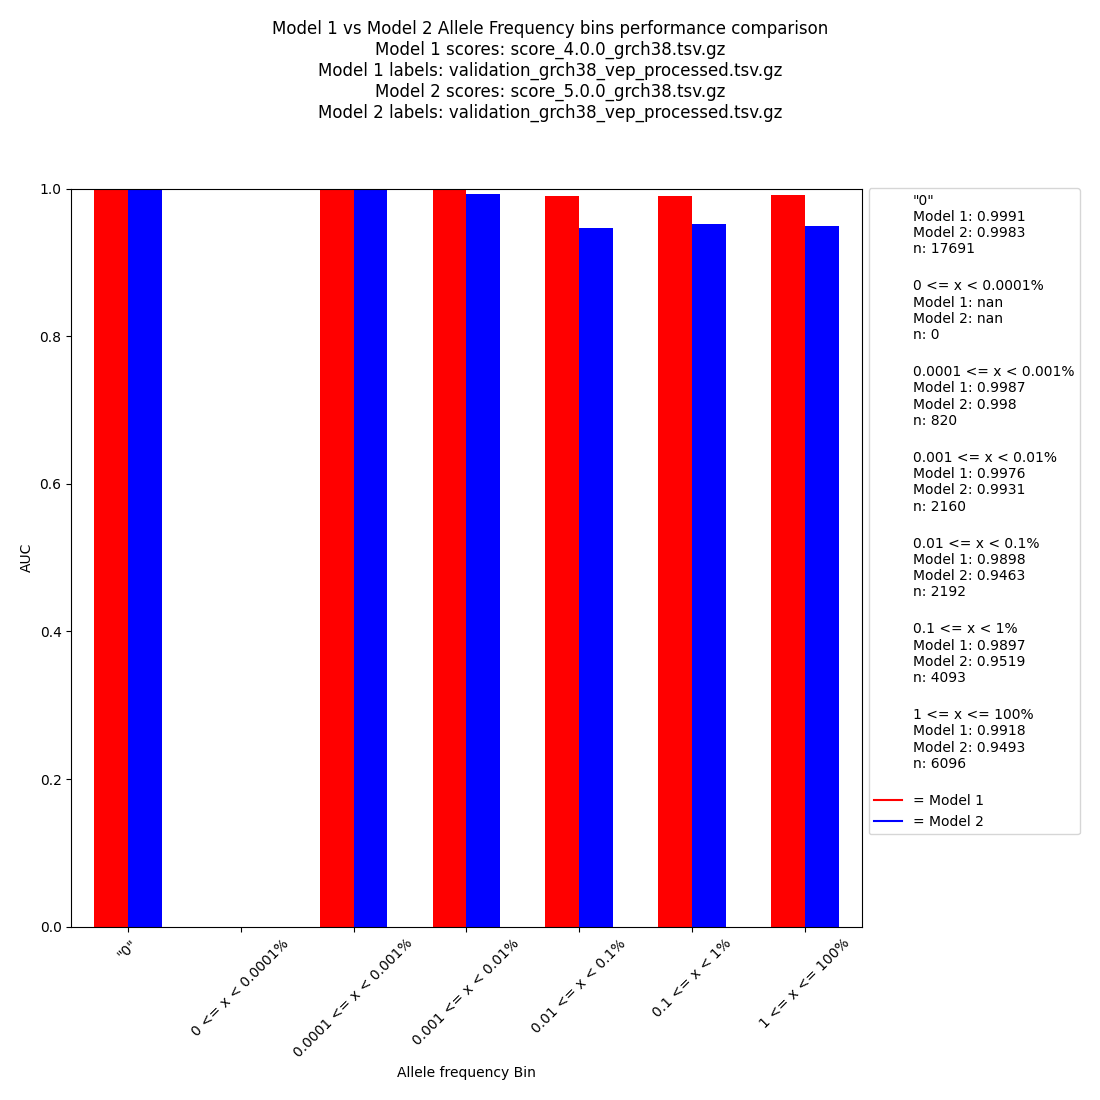 Model 1 vs Model 2 Allele Frequency bins performance comparison
Model 1 scores: score_4.0.0_grch38.tsv.gz
Model 1 labels: validation_grch38_vep_processed.tsv.gz
Model 2 scores: score_5.0.0_grch38.tsv.gz
Model 2 labels: validation_grch38_vep_processed.tsv.gz
1.0
0.8
0.6
0.4
0.2
0.0
AUC
"0"
0 <= x < 0.0001%
0.0001 <= x < 0.001%
0.001 <= x < 0.01%
0.01 <= x < 0.1%
0.1 <= x < 1%
1 <= x <= 100%
Allele frequency Bin
"0"
Model 1: 0.9991
Model 2: 0.9983
n: 17691
0 <= x < 0.0001%
Model 1: nan
Model 2: nan
n: 0
0.0001 <= x < 0.001%
Model 1: 0.9987
Model 2: 0.998
n: 820
0.001 <= x < 0.01%
Model 1: 0.9976
Model 2: 0.9931
n: 2160
0.01 <= x < 0.1%
Model 1: 0.9898
Model 2: 0.9463
n: 2192
0.1 <= x < 1%
Model 1: 0.9897
Model 2: 0.9519
n: 4093
1 <= x <= 100%
Model 1: 0.9918
Model 2: 0.9493
n: 6096
= Model 1
= Model 2